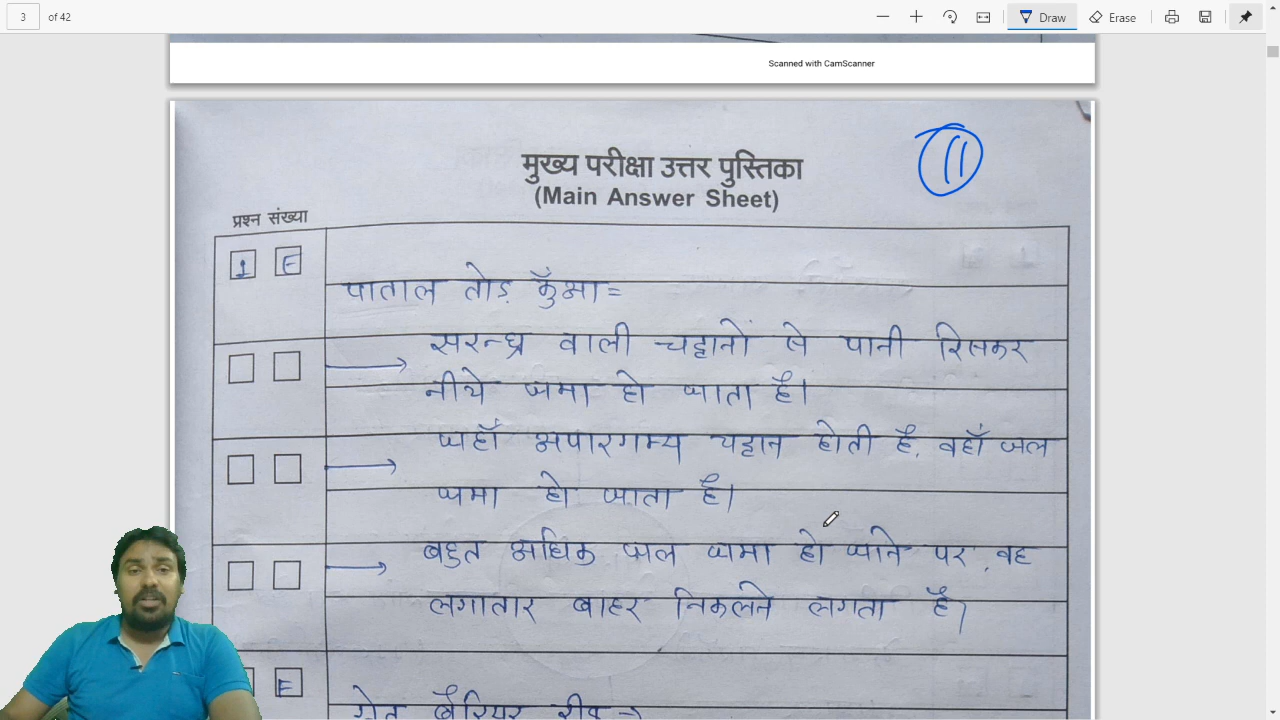 3 of 42
Draw
Erase
Scanned with CamScanner
11
मुख्य परीक्षा उत्तर पुस्तिका
(Main Answer Sheet)
प्रश्न संख्या
1 E
पाताल तोड़ कुँआ =
सरन्ध्र वाली चट्टानों से पानी रिसकर
नीचे जमा हो जाता है।
जहाँ अपारगम्य चट्टान होती है, वहाँ जल
जमा हो जाता है।
बहुत अधिक जल जमा हो जाने पर, वह
लगातार बाहर निकलने लगता है।
E
ग्रेट बैरियर रीफ →